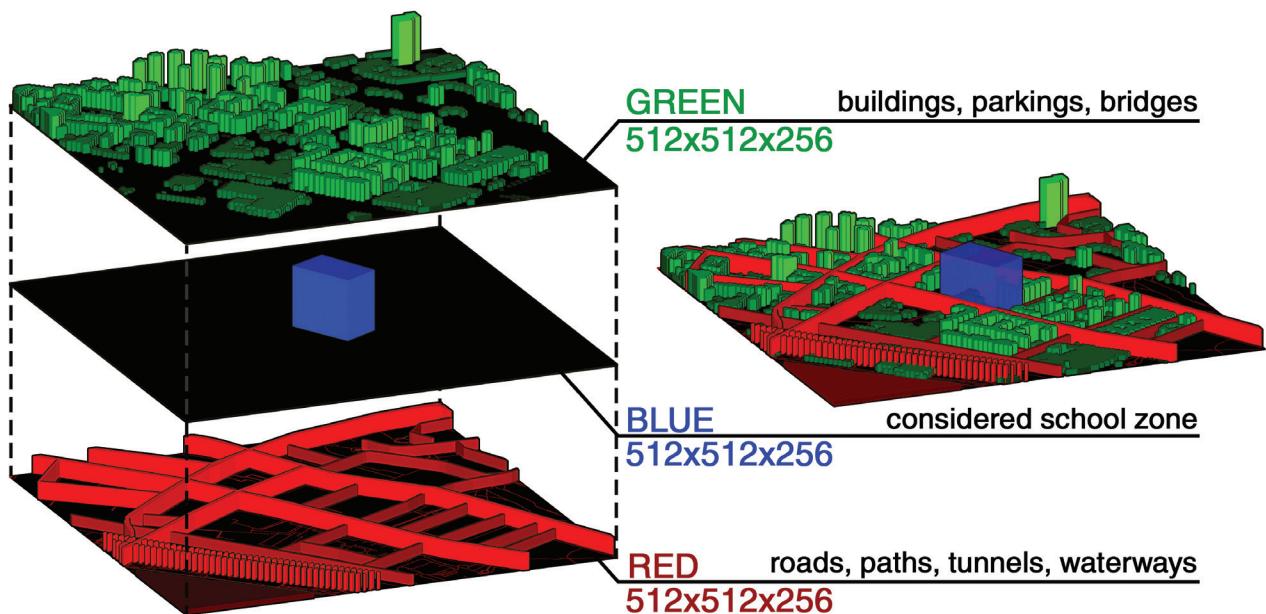 GREEN buildings, parkings, bridges
512x512x256
BLUE considered school zone
512x512x256
RED roads, paths, tunnels, waterways
512x512x256